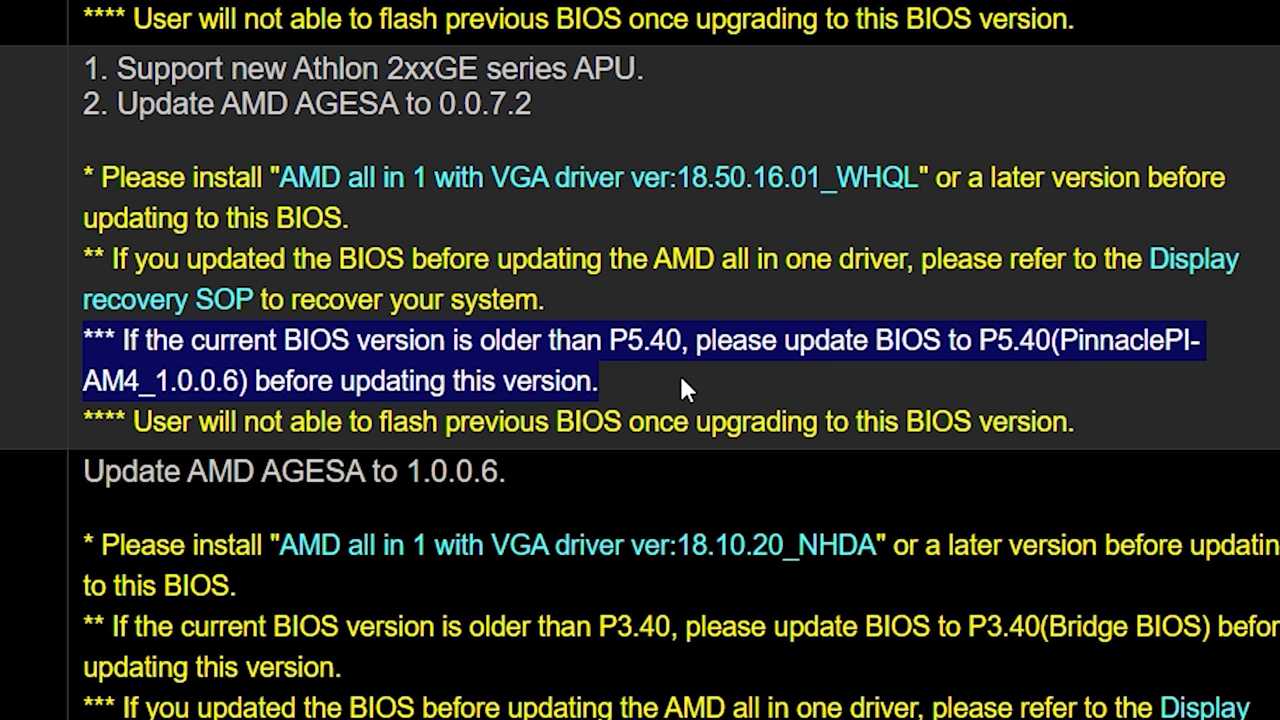 **** User will not able to flash previous BIOS once upgrading to this BIOS version.
1. Support new Athlon 2xxGE series APU.
2. Update AMD AGESA to 0.0.7.2
* Please install "AMD all in 1 with VGA driver ver:18.50.16.01_WHQL" or a later version before
updating to this BIOS.
** If you updated the BIOS before updating the AMD all in one driver, please refer to the Display
recovery SOP to recover your system.
*** If the current BIOS version is older than P5.40, please update BIOS to P5.40(PinnaclePI-
AM4_1.0.0.6) before updating this version.
**** User will not able to flash previous BIOS once upgrading to this BIOS version.
Update AMD AGESA to 1.0.0.6.
* Please install "AMD all in 1 with VGA driver ver:18.10.20_NHDA" or a later version before updatin
to this BIOS.
** If the current BIOS version is older than P3.40, please update BIOS to P3.40(Bridge BIOS) befor
updating this version.
*** If you updated the BIOS before updating the AMD all in one driver, please refer to the Display